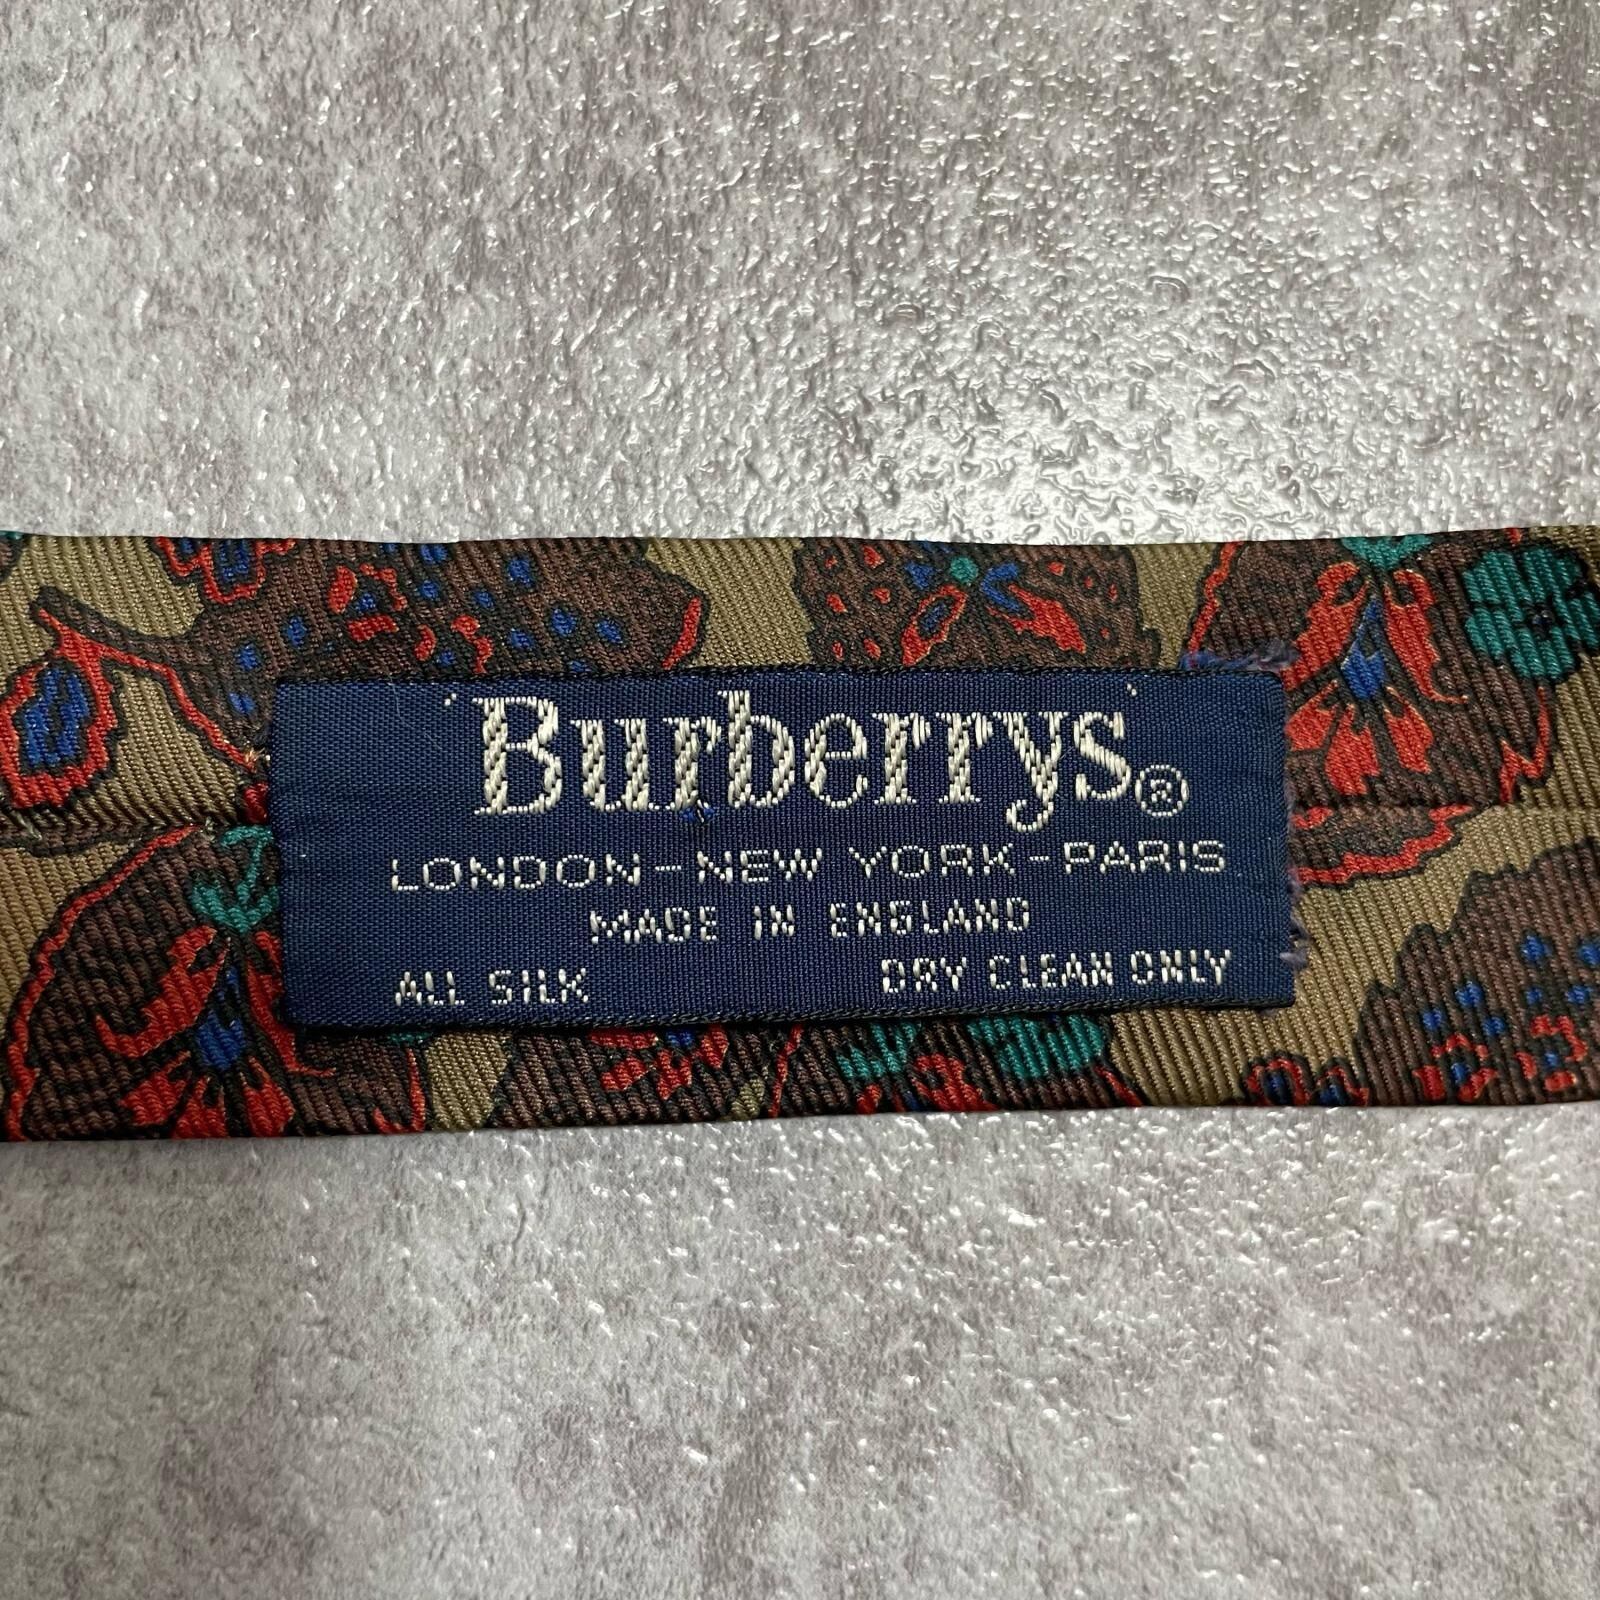 'Burberrys'®
LONDON-NEW YORK-PARIS
MADE IN ENGLAND
ALL SILK DRY CLEAN ONLY